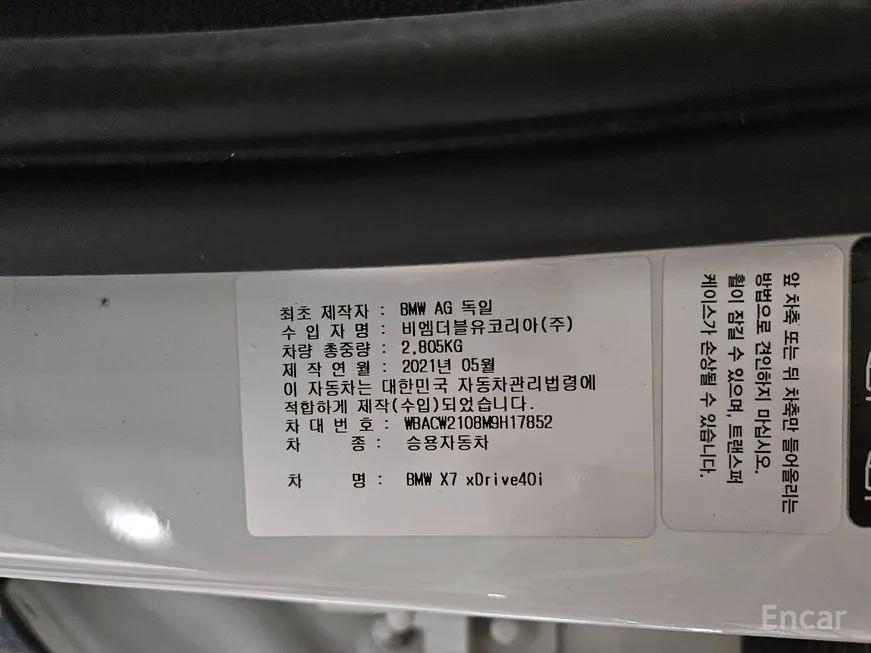 최초 제작자 : BMW AG 독일
수 입 자 명 : 비엠더블유코리아(주)
차량 총중량 : 2,805KG
제 작 연 월 : 2021년 05월
이 자동차는 대한민국 자동차관리법령에
적합하게 제작(수입)되었습니다.
차 대 번 호 : WBACW2108M9H17852
차 종 : 승용자동차
차 명 : BMW X7 xDrive40i
앞 차축 또는 뒤 차축만 들어올리는
방법으로 견인하지 마십시오.
휠이 잠길 수 있으며, 트랜스퍼
케이스가 손상될 수 있습니다.
Encar